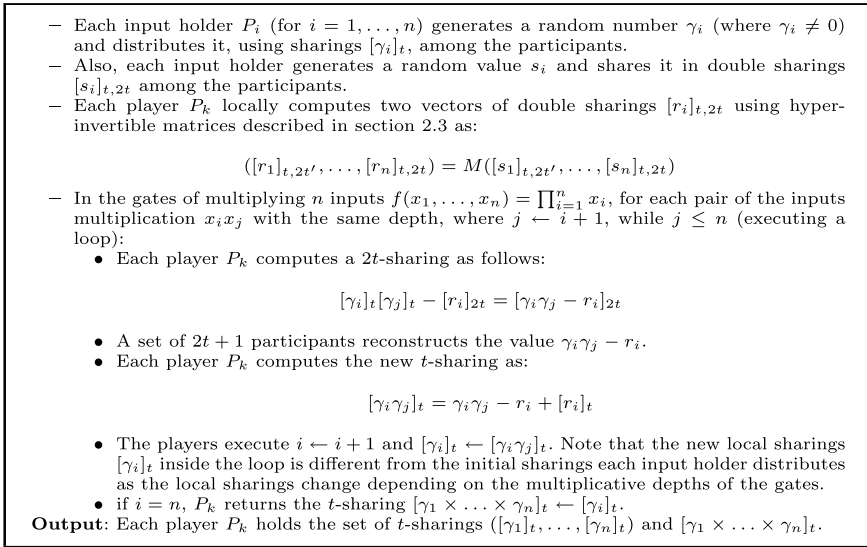 – Each input holder P_i (for i = 1, . . . , n) generates a random number γ_i (where γ_i ≠ 0)
and distributes it, using sharings [γ_i]_t, among the participants.
– Also, each input holder generates a random value s_i and shares it in double sharings
[s_i]_{t,2t} among the participants.
– Each player P_k locally computes two vectors of double sharings [r_i]_{t,2t} using hyper-
invertible matrices described in section 2.3 as:
([r_1]_{t,2t′}, . . . , [r_n]_{t,2t}) = M([s_1]_{t,2t′}, . . . , [s_n]_{t,2t})
– In the gates of multiplying n inputs f(x_1, . . . , x_n) = ∏_{i=1}^n x_i, for each pair of the inputs
multiplication x_i x_j with the same depth, where j ← i + 1, while j ≤ n (executing a
loop):
• Each player P_k computes a 2t-sharing as follows:
[γ_i]_t[γ_j]_t − [r_i]_{2t} = [γ_iγ_j − r_i]_{2t}
• A set of 2t + 1 participants reconstructs the value γ_iγ_j − r_i.
• Each player P_k computes the new t-sharing as:
[γ_iγ_j]_t = γ_iγ_j − r_i + [r_i]_t
• The players execute i ← i + 1 and [γ_i]_t ← [γ_iγ_j]_t. Note that the new local sharings
[γ_i]_t inside the loop is different from the initial sharings each input holder distributes
as the local sharings change depending on the multiplicative depths of the gates.
• if i = n, P_k returns the t-sharing [γ_1 × . . . × γ_n]_t ← [γ_i]_t.
Output: Each player P_k holds the set of t-sharings ([γ_1]_t, . . . , [γ_n]_t) and [γ_1 × . . . × γ_n]_t.